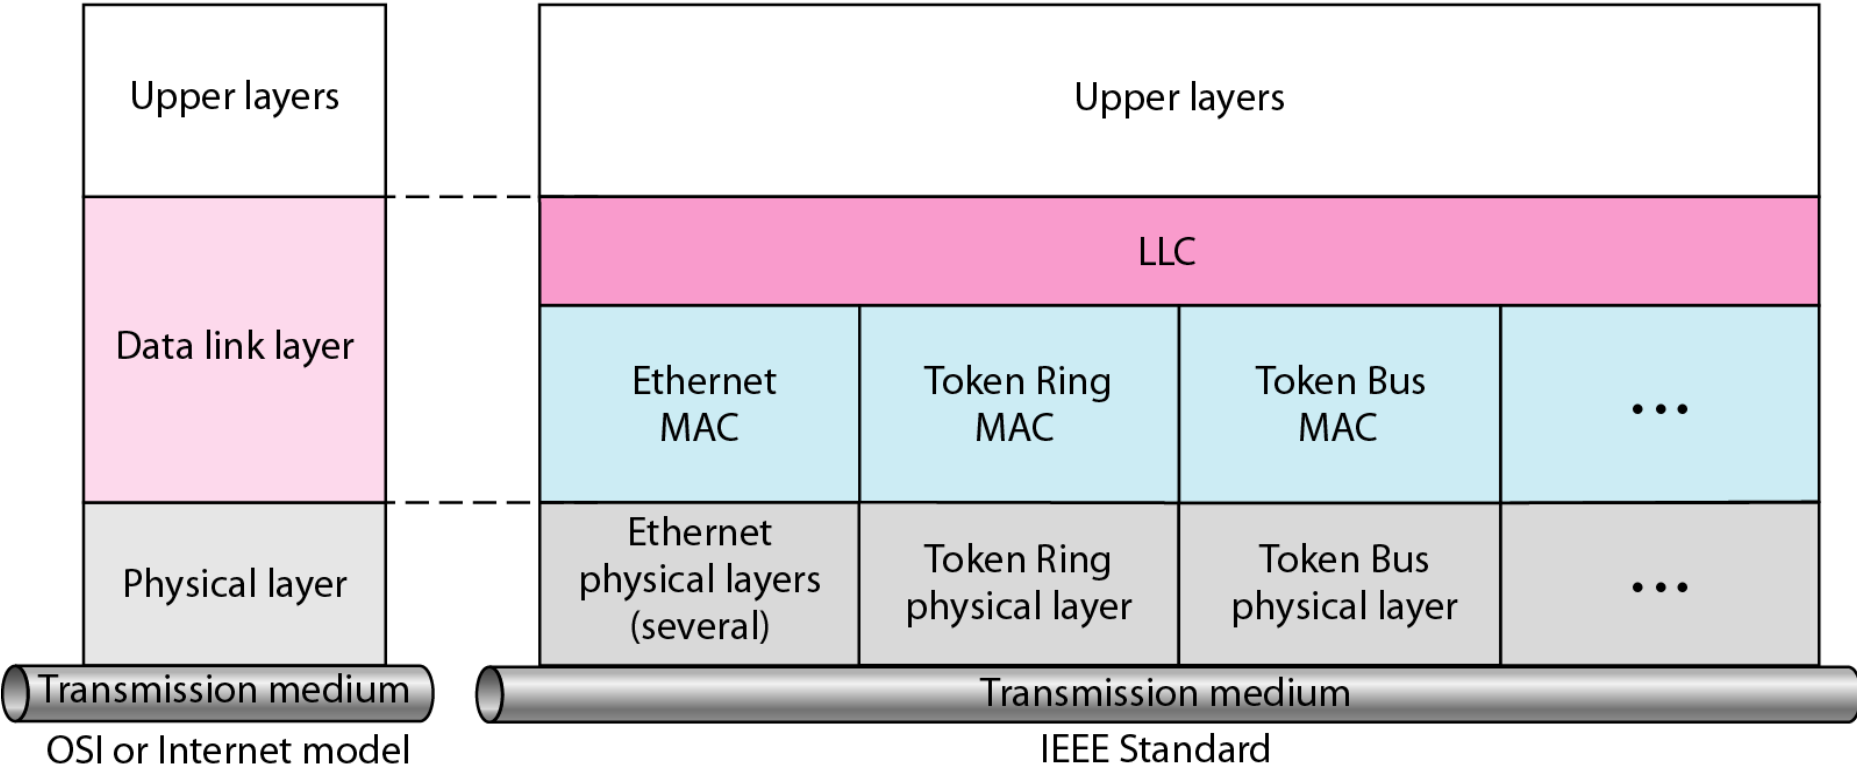 Upper layers
Data link layer
Physical layer
Transmission medium
OSI or Internet model
Upper layers
LLC
Ethernet
MAC
Token Ring
MAC
Token Bus
MAC
...
Ethernet
physical layers
(several)
Token Ring
physical layer
Token Bus
physical layer
...
Transmission medium
IEEE Standard